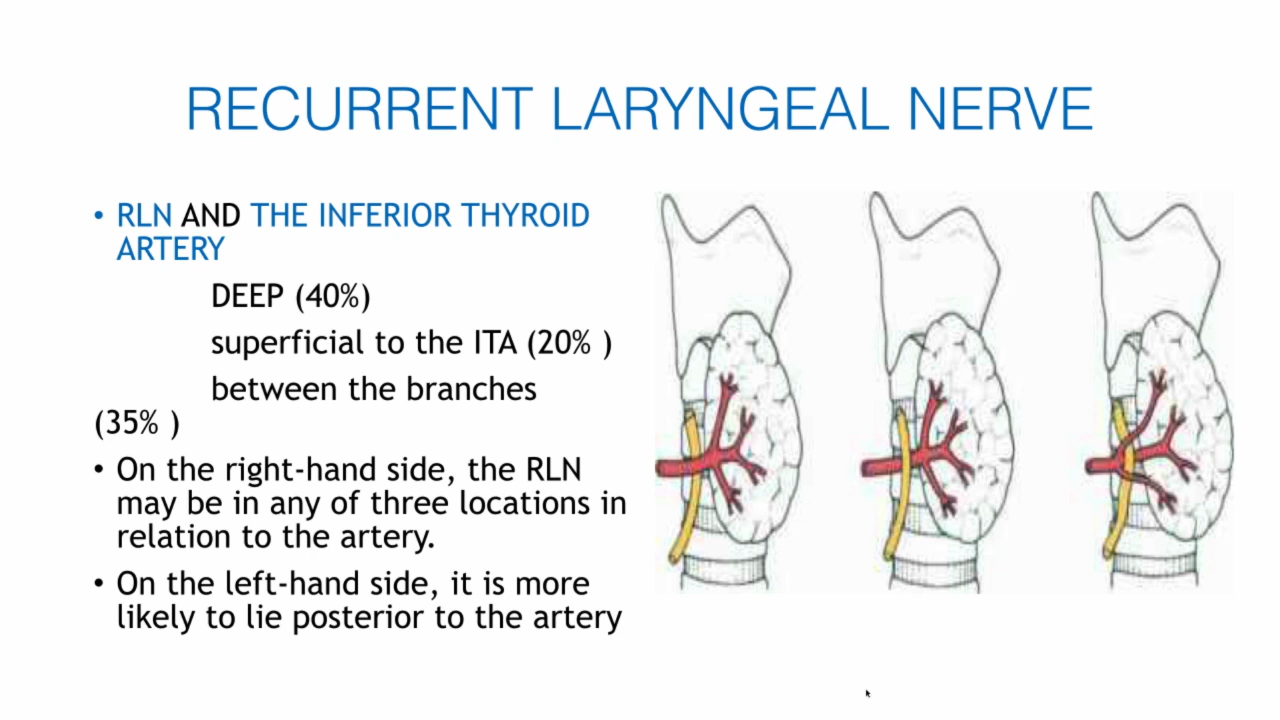 RECURRENT LARYNGEAL NERVE
• RLN AND THE INFERIOR THYROID
ARTERY
DEEP (40%)
superficial to the ITA (20% )
between the branches
(35% )
• On the right-hand side, the RLN
may be in any of three locations in
relation to the artery.
• On the left-hand side, it is more
likely to lie posterior to the artery